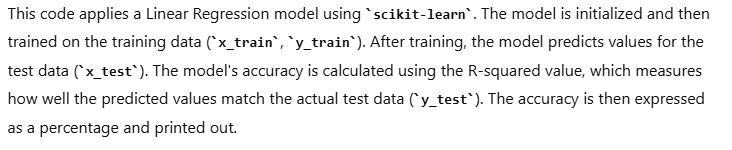 This code applies a Linear Regression model using `scikit-learn`. The model is initialized and then
trained on the training data (`x_train`, `y_train`). After training, the model predicts values for the
test data (`x_test`). The model's accuracy is calculated using the R-squared value, which measures
how well the predicted values match the actual test data (`y_test`). The accuracy is then expressed
as a percentage and printed out.